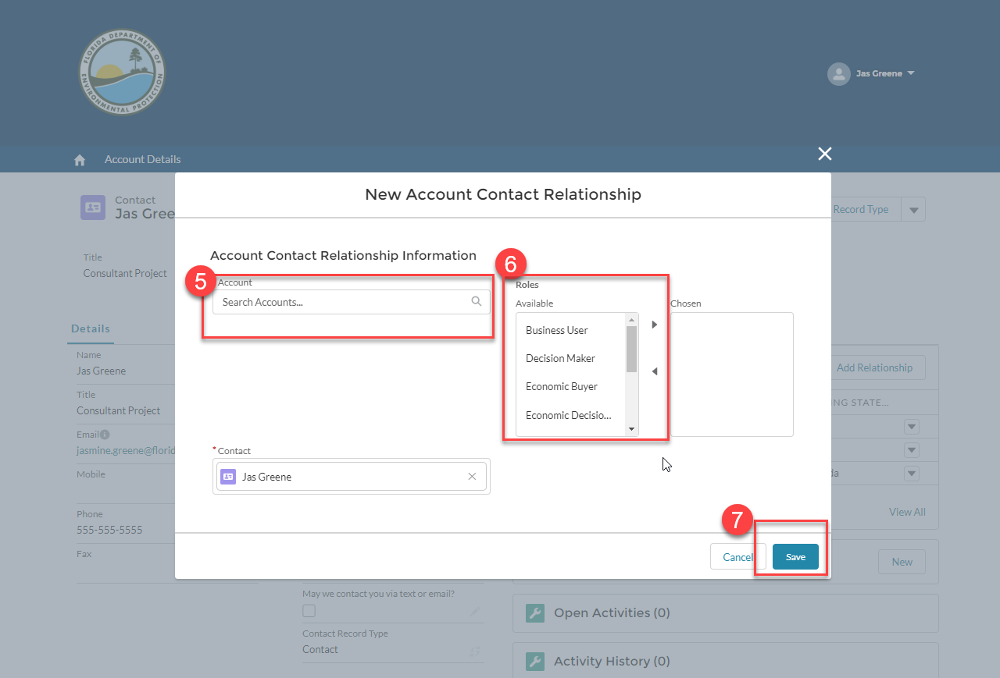 FLORIDA DEPARTMENT OF
ENVIRONMENTAL PROTECTION
Jas Greene
Account Details
New Account Contact Relationship
Contact
Jas Gree
Record Type
Title
Consultant Project
Account Contact Relationship Information
5
6
Account
Search Accounts...
Roles
Available
Chosen
Business User
Decision Maker
Economic Buyer
Economic Decisio...
Details
Name
Jas Greene
Title
Consultant Project
Email
jasmine.greene@florid
Mobile
Phone
555-555-5555
Fax
* Contact
Jas Greene
Add Relationship
NG STATE...
da
View All
7
Cancel
Save
New
May we contact you via text or email?
Contact Record Type
Contact
Open Activities (0)
Activity History (0)